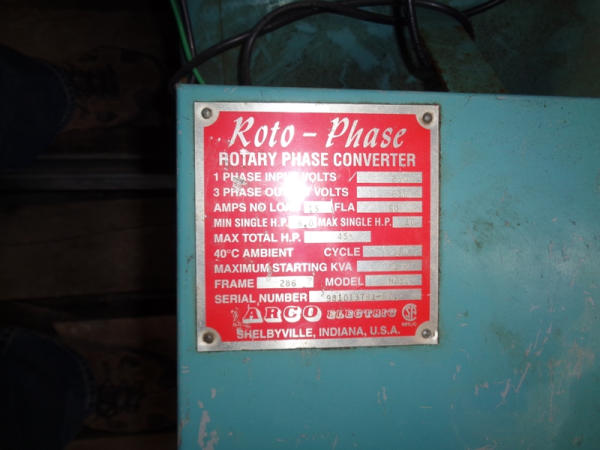 Roto - Phase
ROTARY PHASE CONVERTER
1 PHASE INPUT VOLTS
3 PHASE OUTPUT VOLTS
AMPS NO LOAD FLA
MIN SINGLE H.P. MAX SINGLE H.P.
MAX TOTAL H.P. 45
40°C AMBIENT CYCLE
MAXIMUM STARTING KVA
FRAME 286 MODEL
SERIAL NUMBER
ARCO ELECTRIC
SHELBYVILLE, INDIANA, U.S.A.